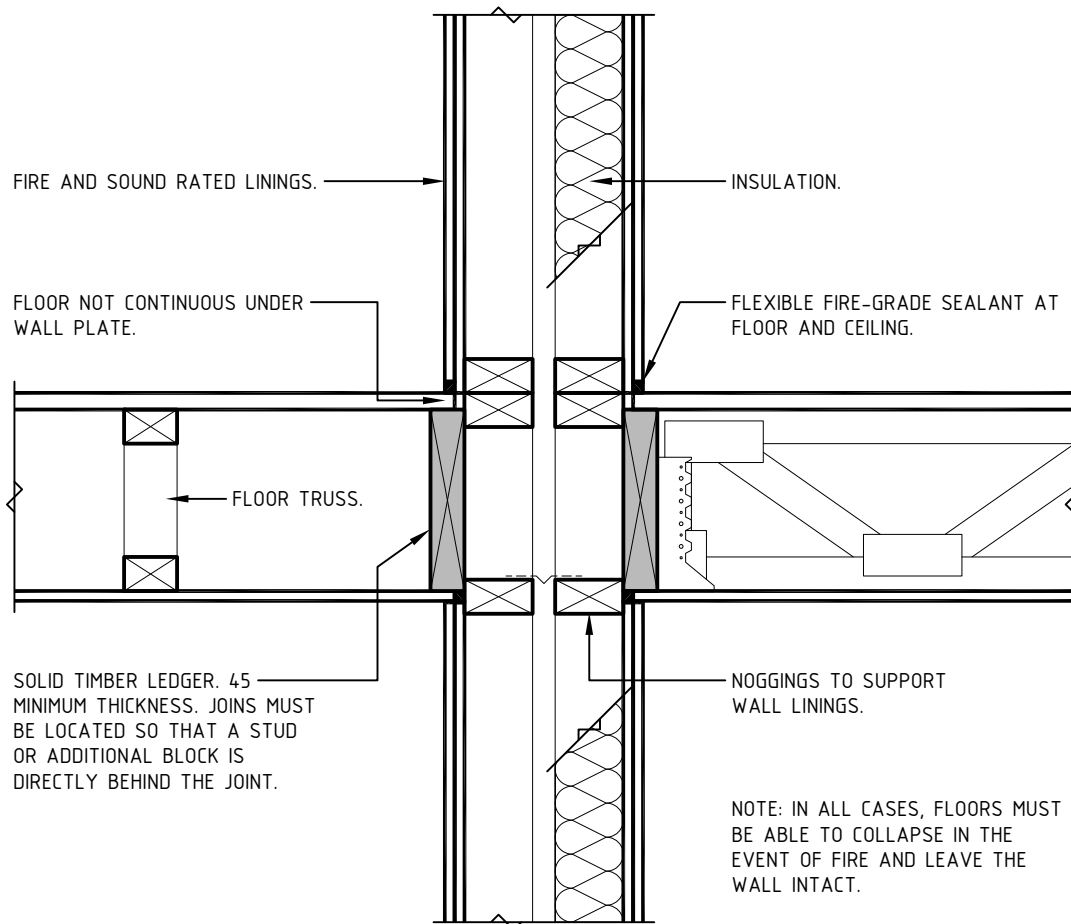 FIRE AND SOUND RATED LININGS.
INSULATION.
FLOOR NOT CONTINUOUS UNDER
WALL PLATE.
FLEXIBLE FIRE-GRADE SEALANT AT
FLOOR AND CEILING.
FLOOR TRUSS.
SOLID TIMBER LEDGER. 45
MINIMUM THICKNESS. JOINS MUST
BE LOCATED SO THAT A STUD
OR ADDITIONAL BLOCK IS
DIRECTLY BEHIND THE JOINT.
NOGGINGS TO SUPPORT
WALL LININGS.
NOTE: IN ALL CASES, FLOORS MUST
BE ABLE TO COLLAPSE IN THE
EVENT OF FIRE AND LEAVE THE
WALL INTACT.